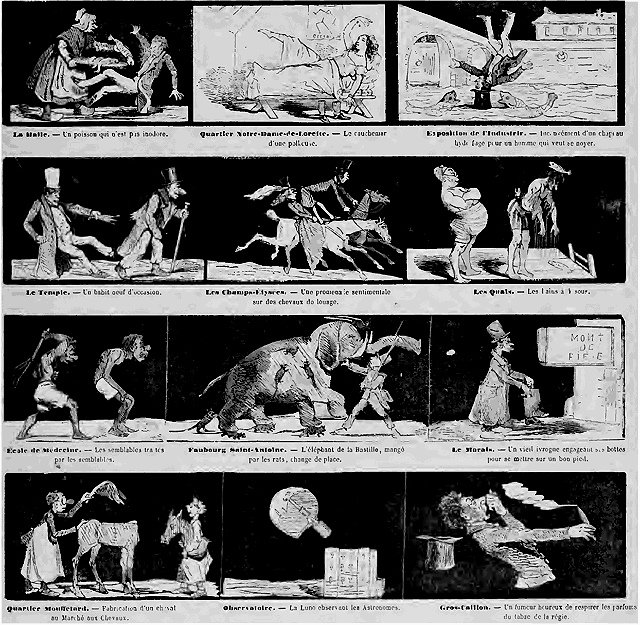 La Halle. — Un poisson qui n'est pas inodore.
Quartier Notre-Dame-de-Lorette. — Le cauchemar
d'une polkeuse.
Exposition de l'Industrie. — Inconvénient d'un chapeau
hydrofuge pour un homme qui veut se noyer.
Le Temple. — Un habit neuf d'occasion.
Les Champs-Élysées. — Une promenade sentimentale
sur des chevaux de louage.
Les Quais. — Les bains à 4 sous.
MONT
DE
PIÉTÉ
École de Médecine. — Les semblables traités
par les semblables.
Faubourg Saint-Antoine. — L'éléphant de la Bastille, mangé
par les rats, change de place.
Le Marais. — Un vieil ivrogne engageant ses bottes
pour se mettre sur un bon pied.
Quartier Mouffetard. — Fabrication d'un cheval
au Marché aux Chevaux.
Observatoire. — La Lune observant les Astronomes.
Gros-Caillou. — Un fumeur heureux de respirer les parfums
du tabac de la régie.